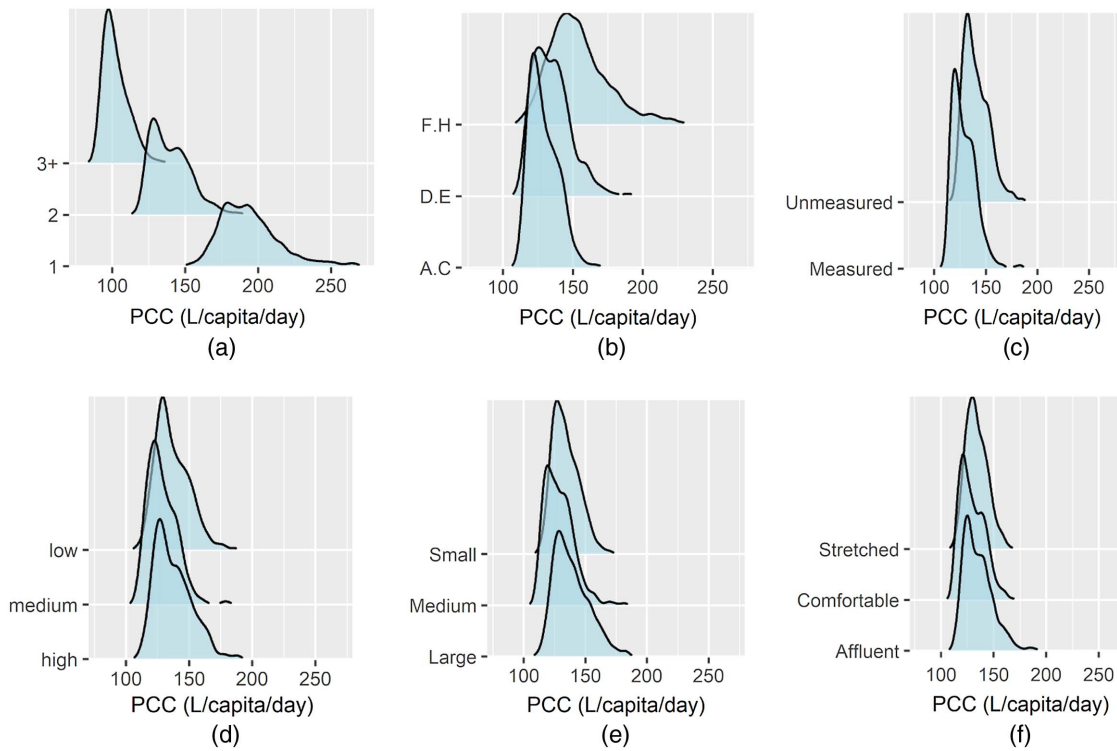 3+
2
1
100 150 200 250
PCC (L/capita/day)
(a)
F.H
D.E
A.C
100 150 200 250
PCC (L/capita/day)
(b)
Unmeasured
Measured
100 150 200 250
PCC (L/capita/day)
(c)
low
medium
high
100 150 200 250
PCC (L/capita/day)
(d)
Small
Medium
Large
100 150 200 250
PCC (L/capita/day)
(e)
Stretched
Comfortable
Affluent
100 150 200 250
PCC (L/capita/day)
(f)